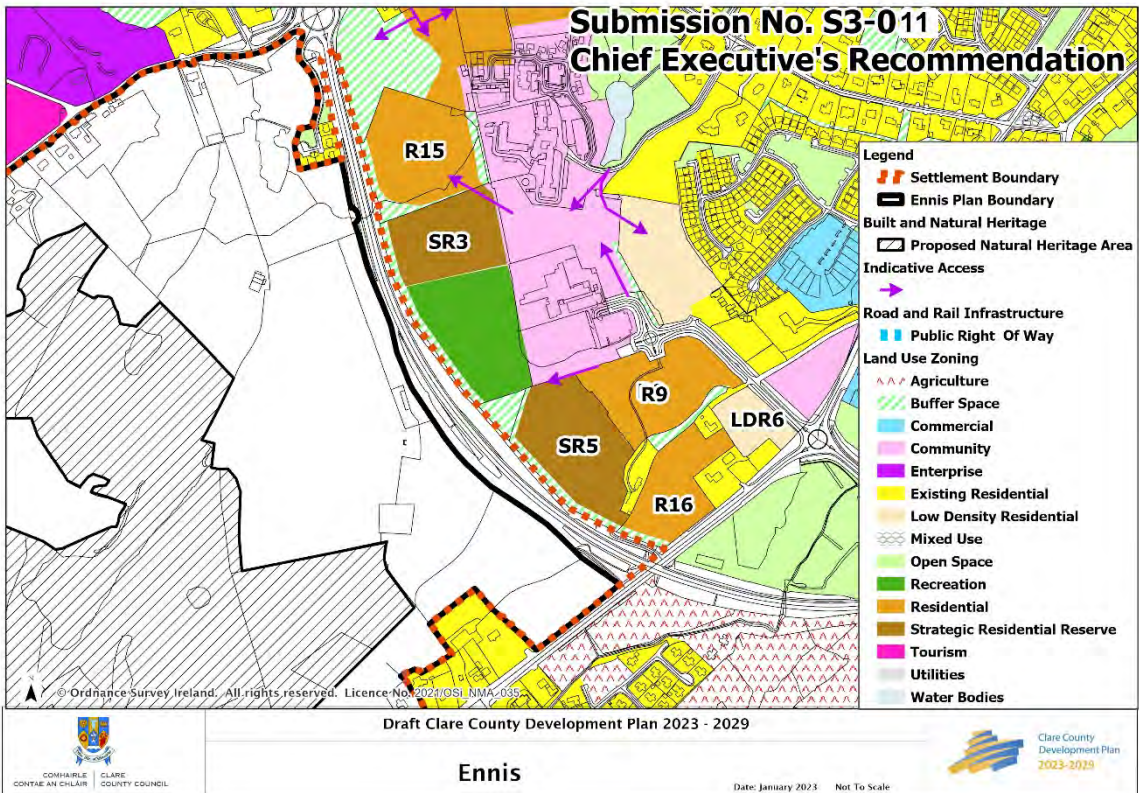 Submission No. S3-011
Chief Executive's Recommendation
R15
SR3
R9
LDR6
SR5
R16
Legend
Settlement Boundary
Ennis Plan Boundary
Built and Natural Heritage
Proposed Natural Heritage Area
Indicative Access
Road and Rail Infrastructure
Public Right Of Way
Land Use Zoning
Agriculture
Buffer Space
Commercial
Community
Enterprise
Existing Residential
Low Density Residential
Mixed Use
Open Space
Recreation
Residential
Strategic Residential Reserve
Tourism
Utilities
Water Bodies
© Ordnance Survey Ireland. All rights reserved. Licence No. 2021/OSi_NMA_035
COMHAIRLE CONTAE AN CHLÁIR
CLARE COUNTY COUNCIL
Draft Clare County Development Plan 2023 - 2029
Ennis
Date: January 2023 Not To Scale
Clare County
Development Plan
2023-2029